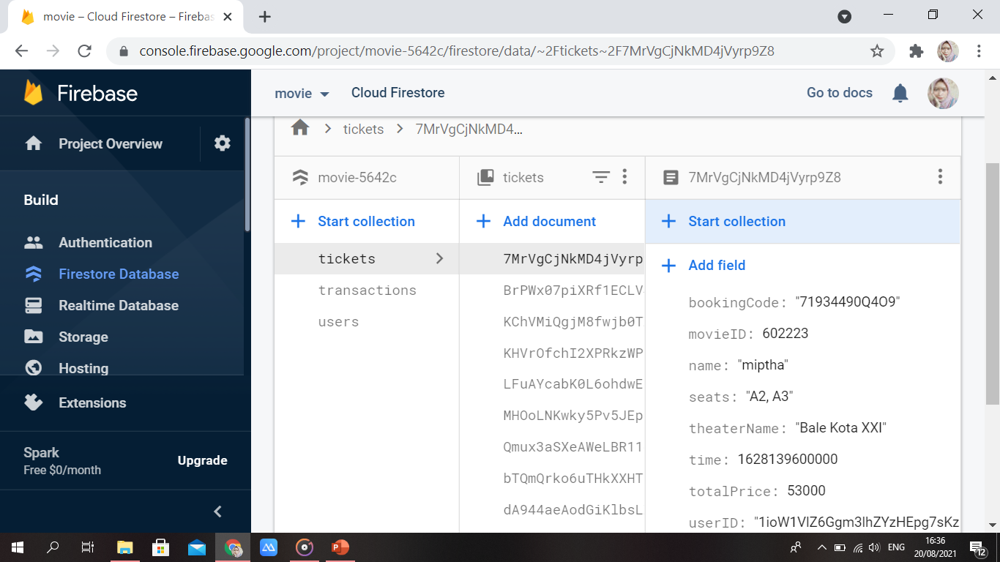 movie – Cloud Firestore – Firebas
console.firebase.google.com/project/movie-5642c/firestore/data/~2Ftickets~2F7MrVgCjNkMD4jVyrp9Z8
Firebase
movie
Cloud Firestore
Go to docs
Project Overview
Build
Authentication
Firestore Database
Realtime Database
Storage
Hosting
Extensions
Spark
Free $0/month
Upgrade
tickets
7MrVgCjNkMD4...
movie-5642c
Start collection
tickets
transactions
users
tickets
Add document
7MrVgCjNkMD4jVyrp
BrPWx07piXRf1ECLV
KChVMiQgjM8fwjb0T
KHVrOfchI2XPRkzWP
LFuAYcabK0L6ohdwE
MHOoLNKwky5Pv5JEp
Qmux3aSXeAWeLBR11
bTQmQrko6uTHkXXHT
dA944aeAodGiKlbsL
7MrVgCjNkMD4jVyrp9Z8
Start collection
Add field
bookingCode: "71934490Q4O9"
movieID: 602223
name: "miptha"
seats: "A2, A3"
theaterName: "Bale Kota XXI"
time: 1628139600000
totalPrice: 53000
userID: "1ioW1VlZ6Ggm3lhZYzHEpg7sKz
ENG
16:36
20/08/2021
12